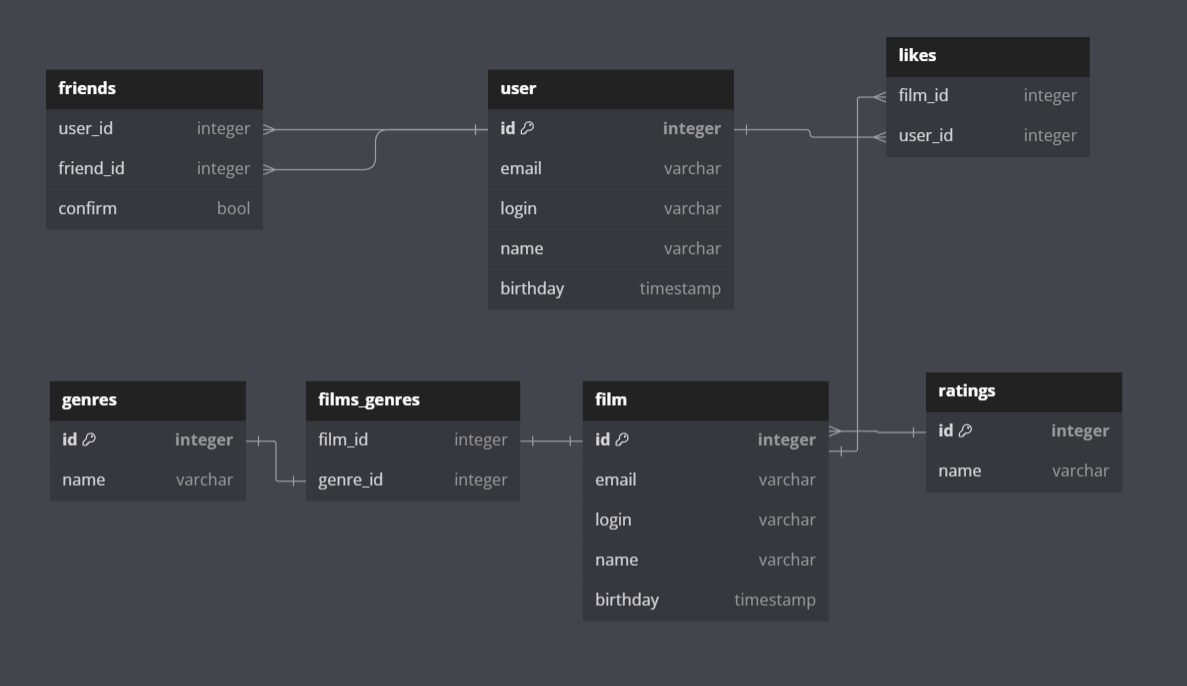 friends
user_id integer
friend_id integer
confirm bool
user
id integer
email varchar
login varchar
name varchar
birthday timestamp
likes
film_id integer
user_id integer
genres
id integer
name varchar
films_genres
film_id integer
genre_id integer
film
id integer
email varchar
login varchar
name varchar
birthday timestamp
ratings
id integer
name varchar